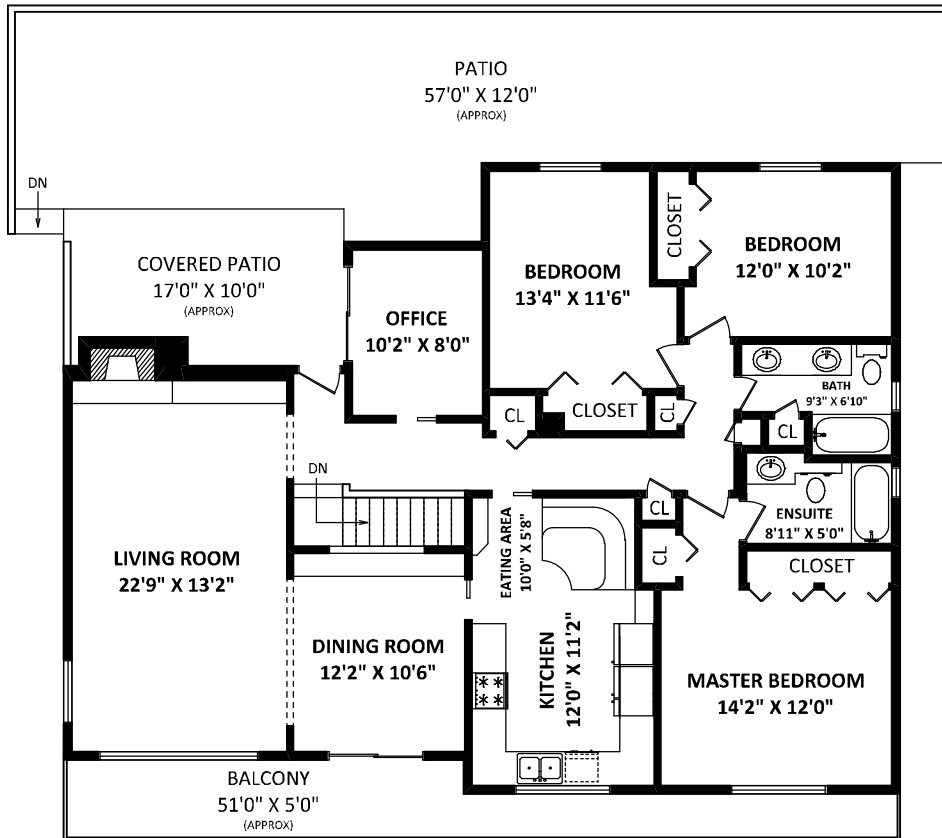 PATIO
57'0" X 12'0"
(APPROX)
DN
COVERED PATIO
17'0" X 10'0"
(APPROX)
OFFICE
10'2" X 8'0"
BEDROOM
13'4" X 11'6"
CLOSET
BEDROOM
12'0" X 10'2"
BATH
9'3" X 6'10"
CL
CLOSET
CL
CL
DN
CL
ENSUITE
8'11" X 5'0"
EATING AREA
10'0" X 5'8"
CL
CLOSET
LIVING ROOM
22'9" X 13'2"
DINING ROOM
12'2" X 10'6"
KITCHEN
12'0" X 11'2"
MASTER BEDROOM
14'2" X 12'0"
BALCONY
51'0" X 5'0"
(APPROX)